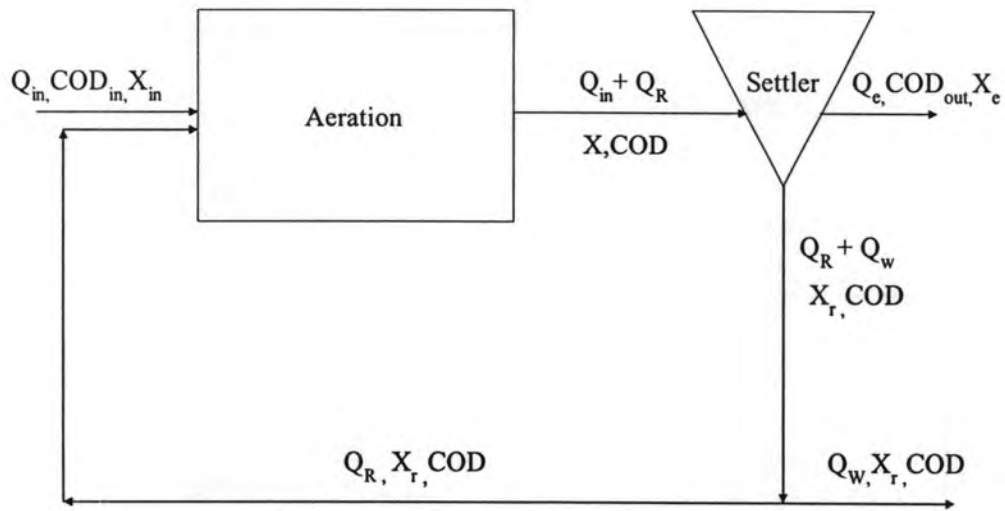 Q_in, COD_in, X_in
Aeration
Q_in + Q_R
X,COD
Settler
Q_e, COD_out, X_e
Q_R + Q_w
X_r, COD
Q_R, X_r, COD
Q_W, X_r, COD